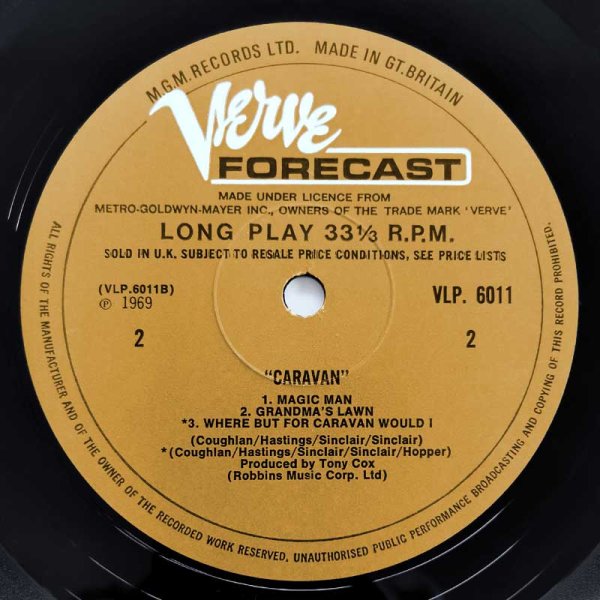 M.G.M. RECORDS LTD. MADE IN GT. BRITAIN
Verve
FORECAST
MADE UNDER LICENCE FROM
METRO-GOLDWYN-MAYER INC., OWNERS OF THE TRADE MARK 'VERVE'
LONG PLAY 33⅓ R.P.M.
SOLD IN U.K. SUBJECT TO RESALE PRICE CONDITIONS, SEE PRICE LISTS
(VLP.6011B) VLP. 6011
℗ 1969
2 2
"CARAVAN"
1. MAGIC MAN
2. GRANDMA'S LAWN
*3. WHERE BUT FOR CARAVAN WOULD I
(Coughlan/Hastings/Sinclair/Sinclair)
*(Coughlan/Hastings/Sinclair/Sinclair/Hopper)
Produced by Tony Cox
(Robbins Music Corp. Ltd)
ALL RIGHTS OF THE MANUFACTURER AND OF THE OWNER OF THE RECORDED WORK RESERVED. UNAUTHORISED PUBLIC PERFORMANCE BROADCASTING AND COPYING OF THIS RECORD PROHIBITED.